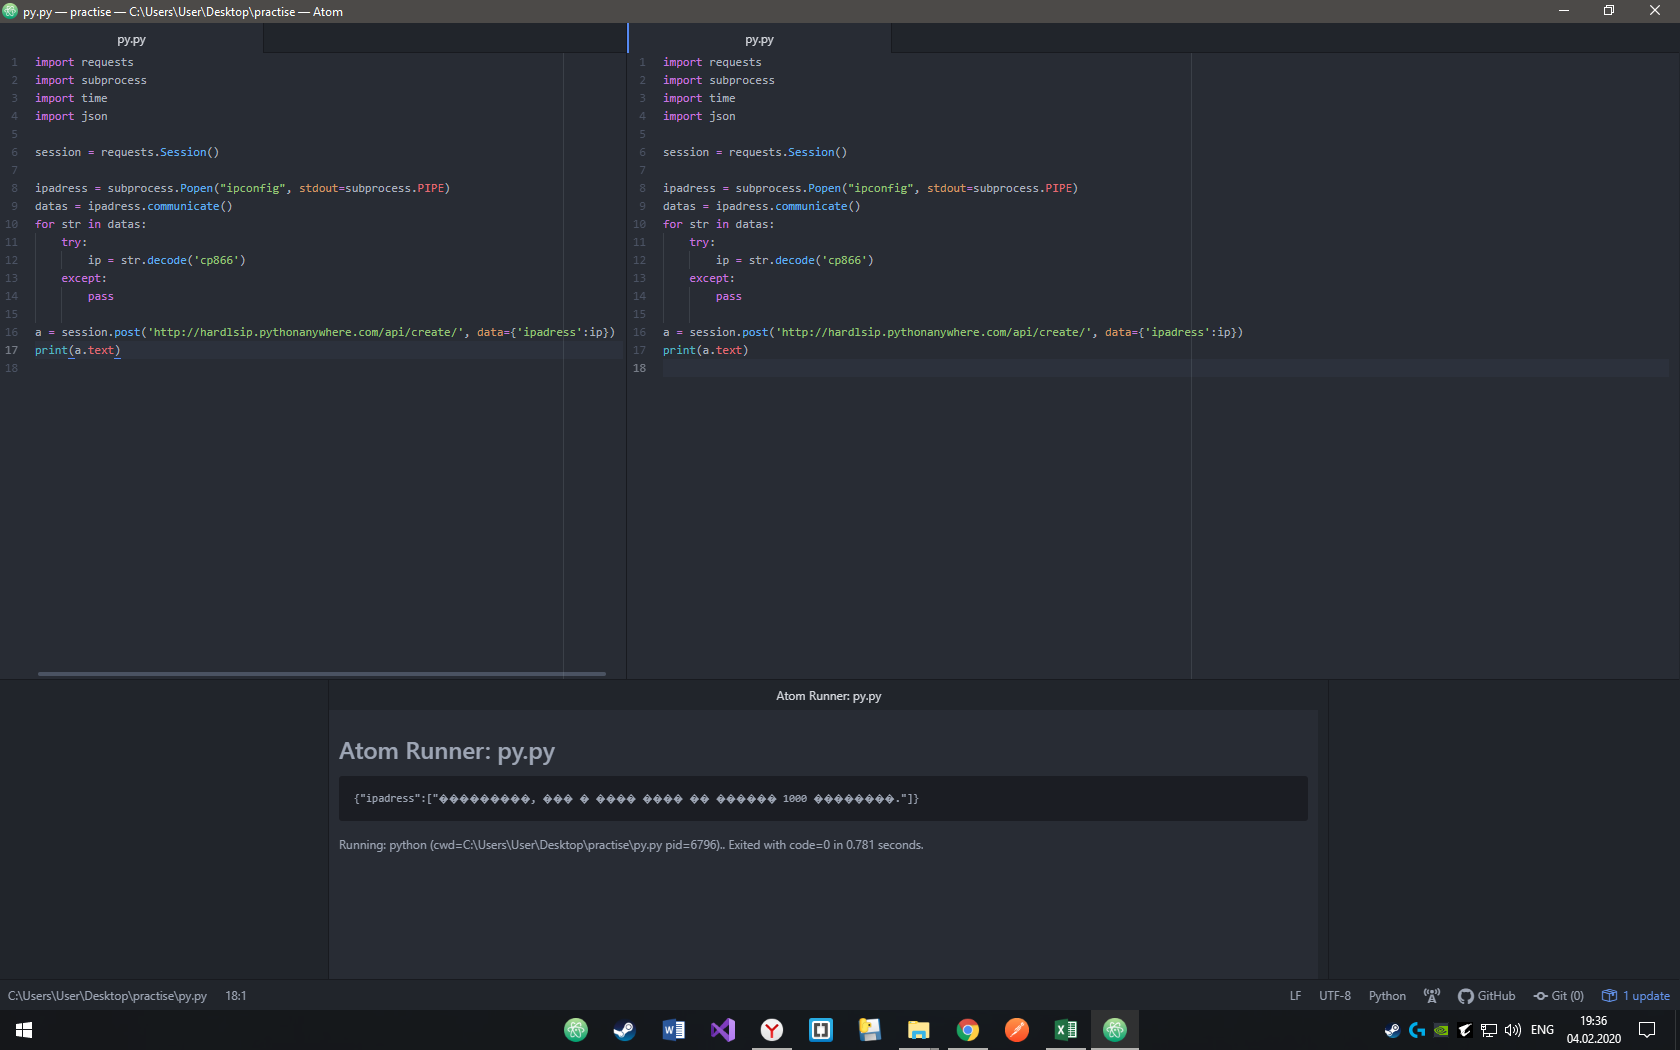 py.py — practise — C:\Users\User\Desktop\practise — Atom
py.py
1 import requests
2 import subprocess
3 import time
4 import json
5
6 session = requests.Session()
7
8 ipadress = subprocess.Popen("ipconfig", stdout=subprocess.PIPE)
9 datas = ipadress.communicate()
10 for str in datas:
11     try:
12         ip = str.decode('cp866')
13     except:
14         pass
15
16 a = session.post('http://hardlsip.pythonanywhere.com/api/create/', data={'ipadress':ip})
17 print(a.text)
18
py.py
1 import requests
2 import subprocess
3 import time
4 import json
5
6 session = requests.Session()
7
8 ipadress = subprocess.Popen("ipconfig", stdout=subprocess.PIPE)
9 datas = ipadress.communicate()
10 for str in datas:
11     try:
12         ip = str.decode('cp866')
13     except:
14         pass
15
16 a = session.post('http://hardlsip.pythonanywhere.com/api/create/', data={'ipadress':ip})
17 print(a.text)
18
Atom Runner: py.py
Atom Runner: py.py
{"ipadress":["���������, ��� � ���� ���� �� ������ 1000 ��������."]}
Running: python (cwd=C:\Users\User\Desktop\practise\py.py pid=6796).. Exited with code=0 in 0.781 seconds.
C:\Users\User\Desktop\practise\py.py 18:1 LF UTF-8 Python GitHub Git (0) 1 update
ENG 19:36
04.02.2020